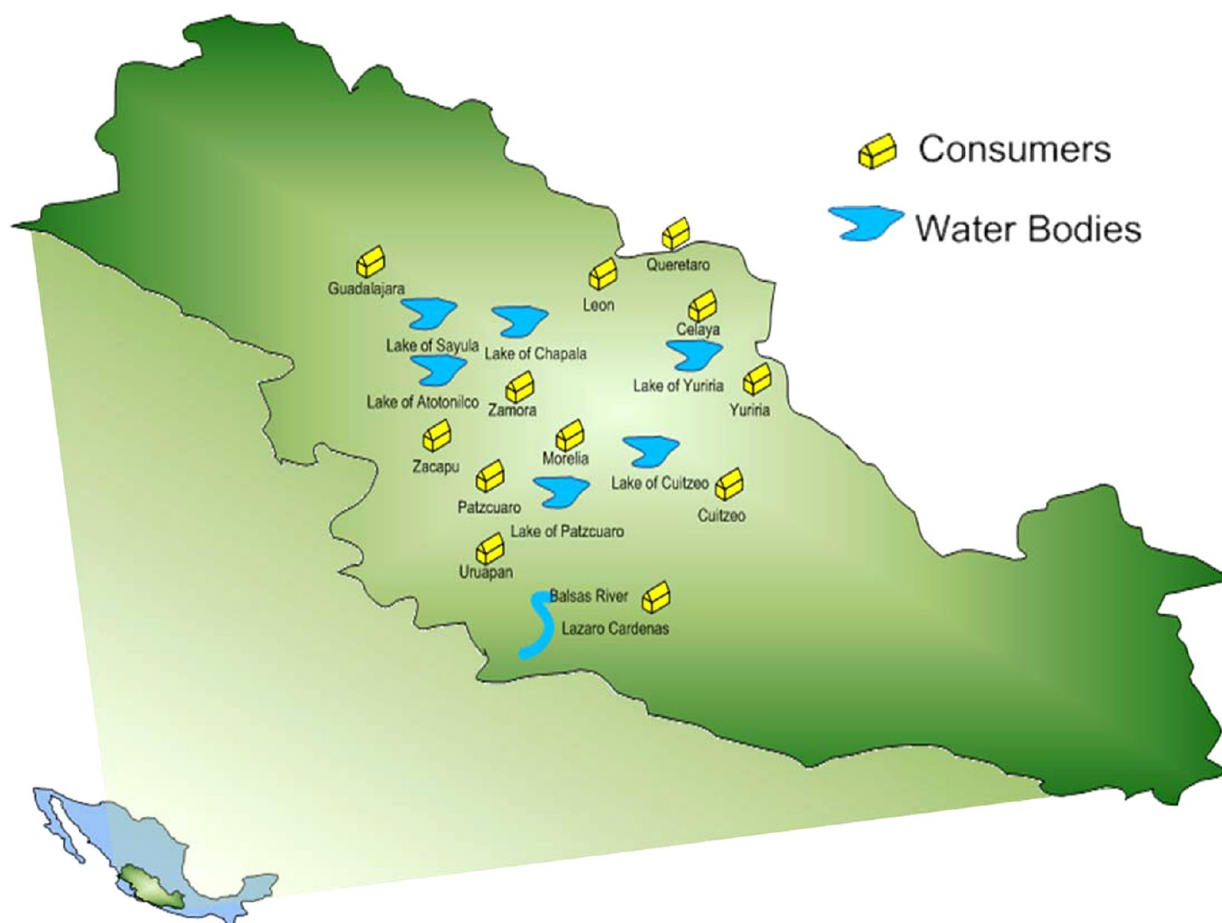 Consumers
Water Bodies
Queretaro
Guadalajara
Leon
Celaya
Lake of Sayula
Lake of Chapala
Lake of Yuriria
Lake of Atotonilco
Zamora
Yuriria
Zacapu
Morelia
Lake of Cuitzeo
Patzcuaro
Cuitzeo
Lake of Patzcuaro
Uruapan
Balsas River
Lazaro Cardenas